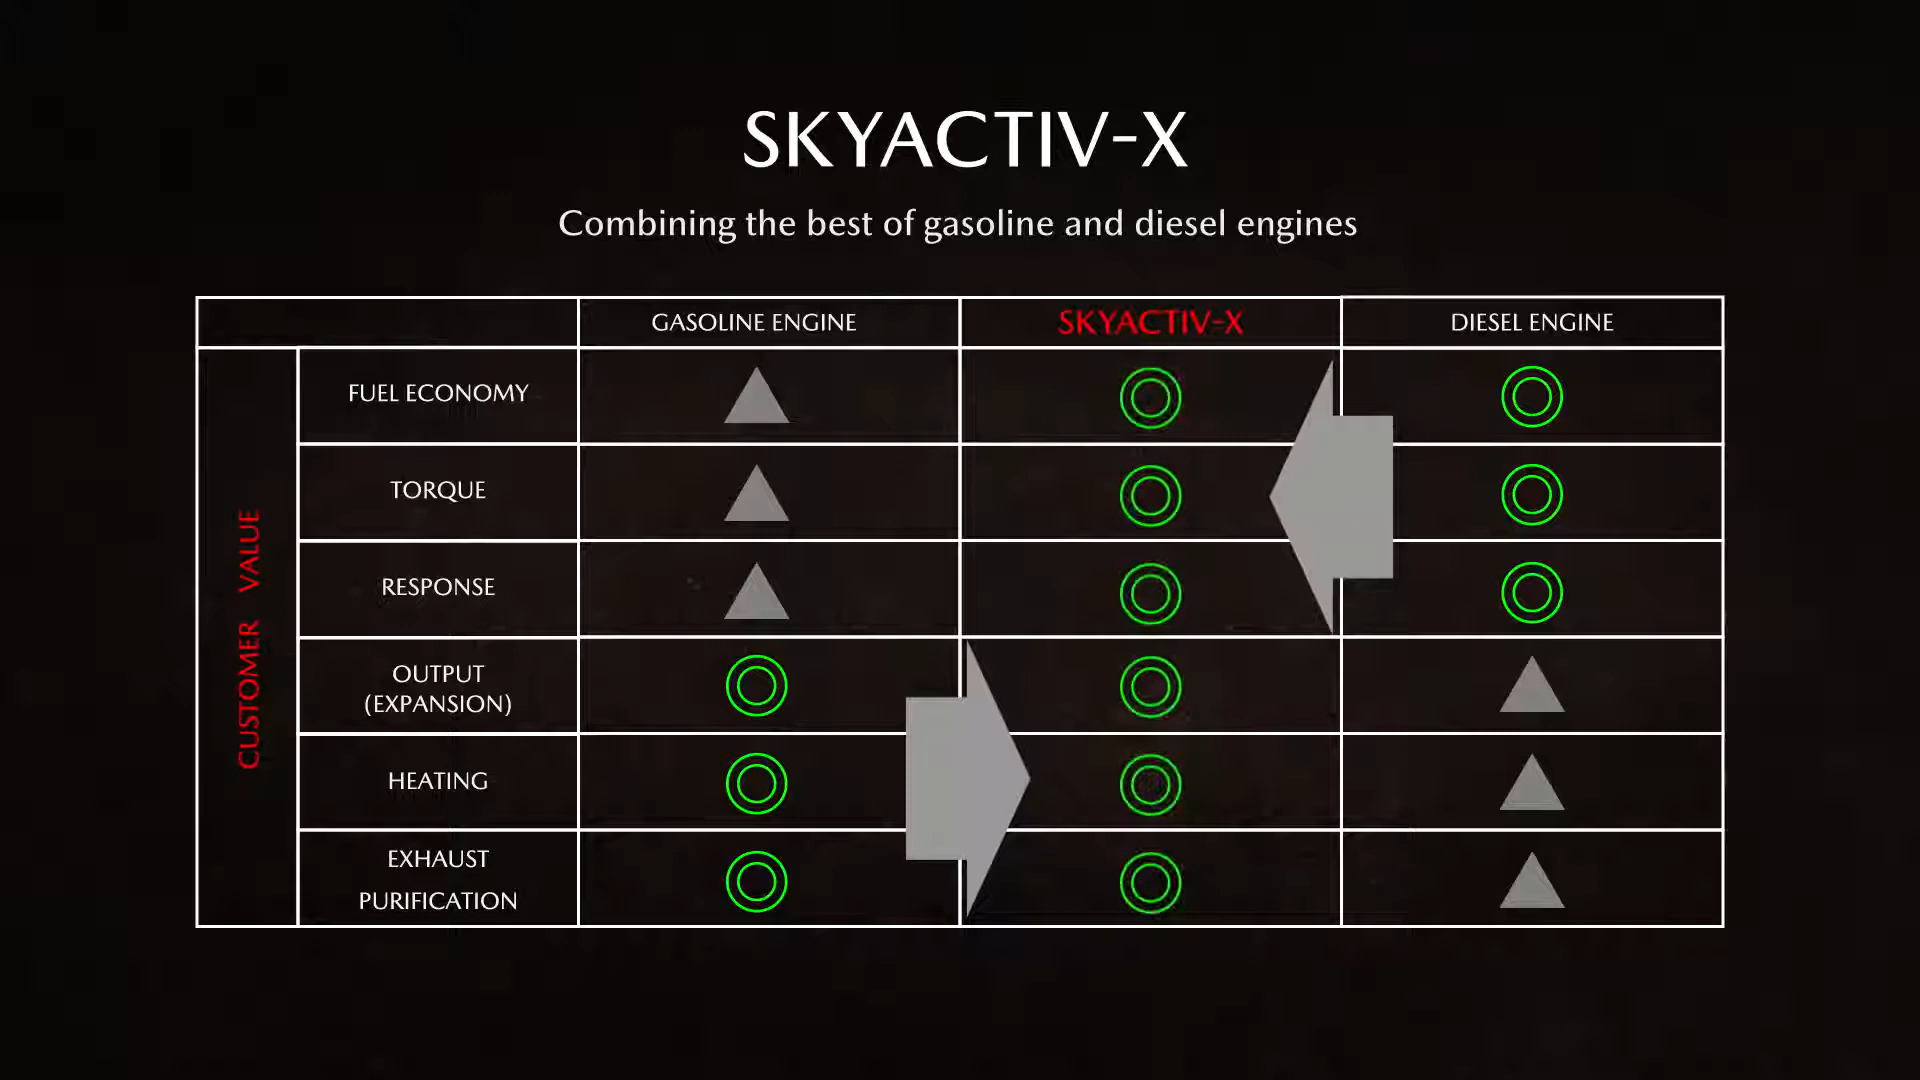 SKYACTIV-X
Combining the best of gasoline and diesel engines
GASOLINE ENGINE
SKYACTIV-X
DIESEL ENGINE
CUSTOMER VALUE
FUEL ECONOMY
TORQUE
RESPONSE
OUTPUT
(EXPANSION)
HEATING
EXHAUST
PURIFICATION